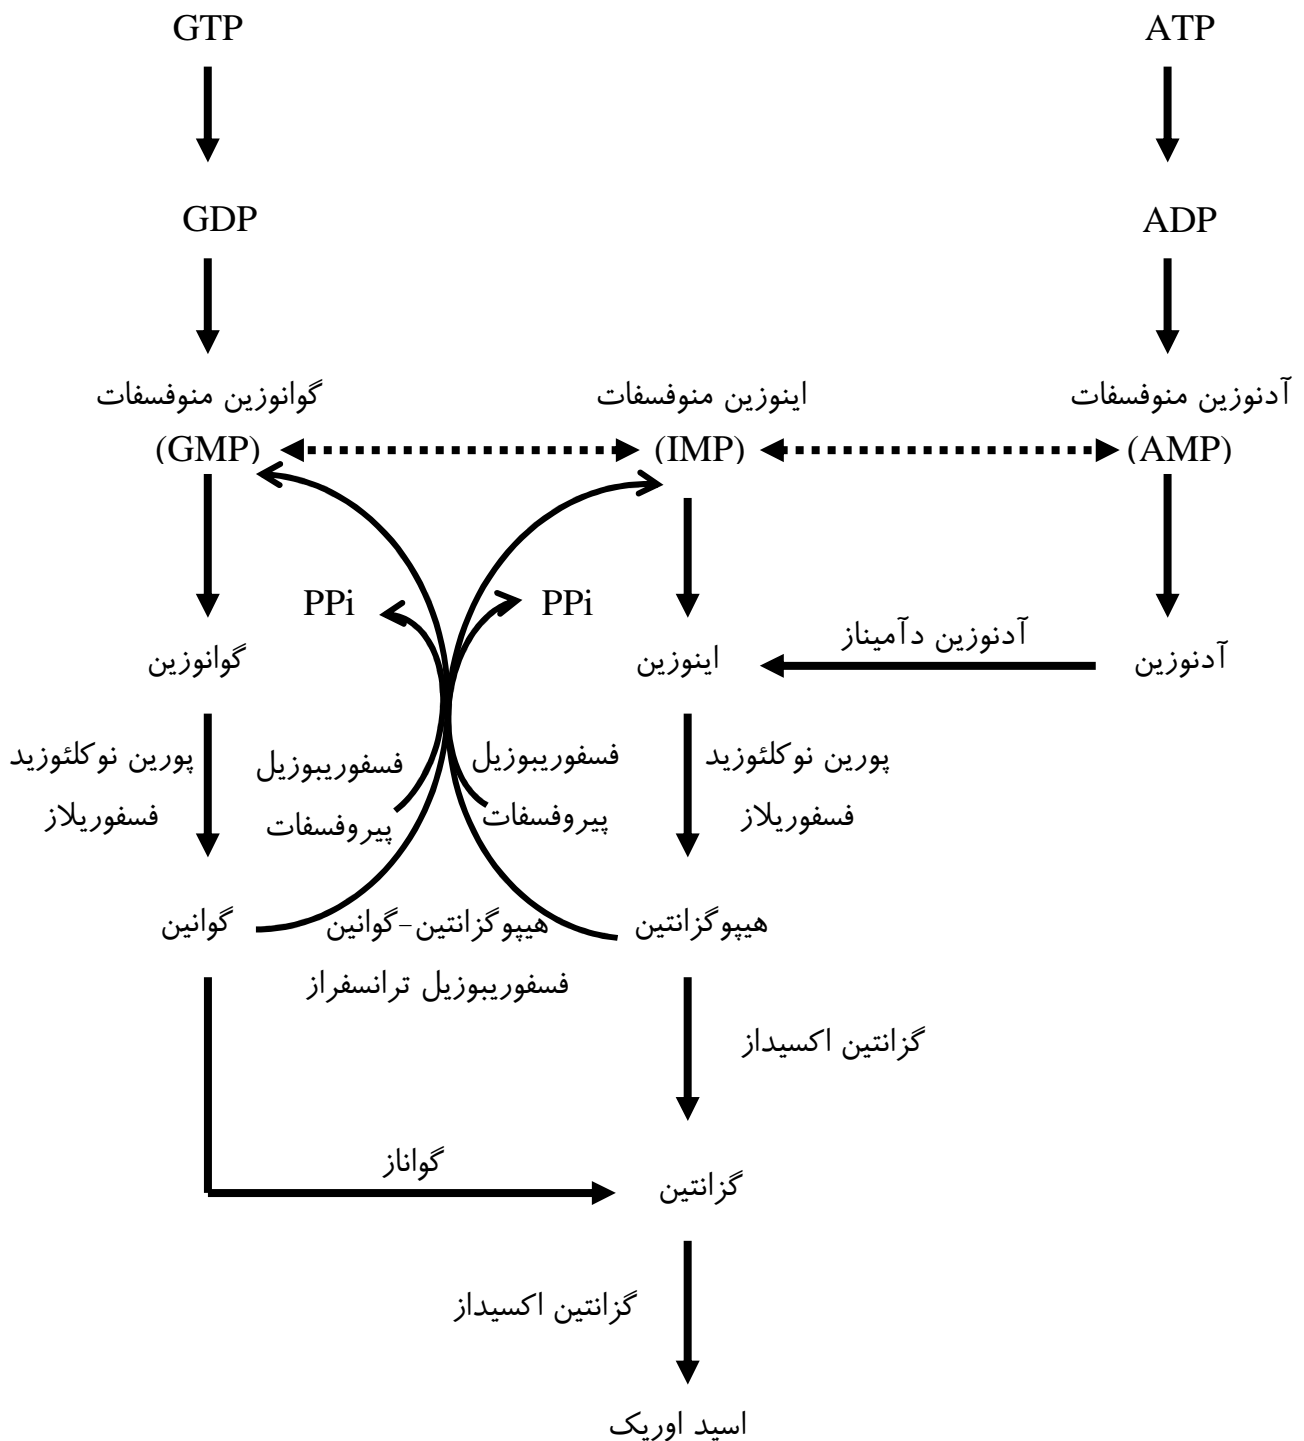 GTP
ATP
GDP
ADP
گوانوزین منوفسفات
(GMP)
اینوزین منوفسفات
(IMP)
آدنوزین منوفسفات
(AMP)
PPi
PPi
آدنوزین دآمیناز
گوانوزین
اینوزین
آدنوزین
پورین نوکلئوزید
فسفوریلاز
فسفوریبوزیل
پیروفسفات
فسفوریبوزیل
پیروفسفات
پورین نوکلئوزید
فسفوریلاز
گوانین
هیپوگزانتین-گوانین
فسفوریبوزیل ترانسفراز
هیپوگزانتین
گزانتین اکسیداز
گواناز
گزانتین
گزانتین اکسیداز
اسید اوریک